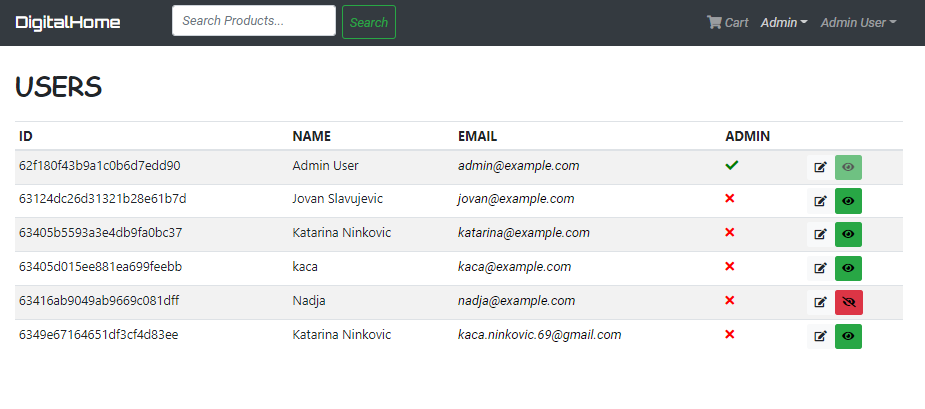 DigitalHome Search Products... Search Cart Admin Admin User
USERS
ID NAME EMAIL ADMIN
62f180f43b9a1c0b6d7edd90 Admin User admin@example.com
63124dc26d31321b28e61b7d Jovan Slavujevic jovan@example.com
63405b5593a3e4db9fa0bc37 Katarina Ninkovic katarina@example.com
63405d015ee881ea699feebb kaca kaca@example.com
63416ab9049ab9669c081dff Nadja nadja@example.com
6349e67164651df3cf4d83ee Katarina Ninkovic kaca.ninkovic.69@gmail.com